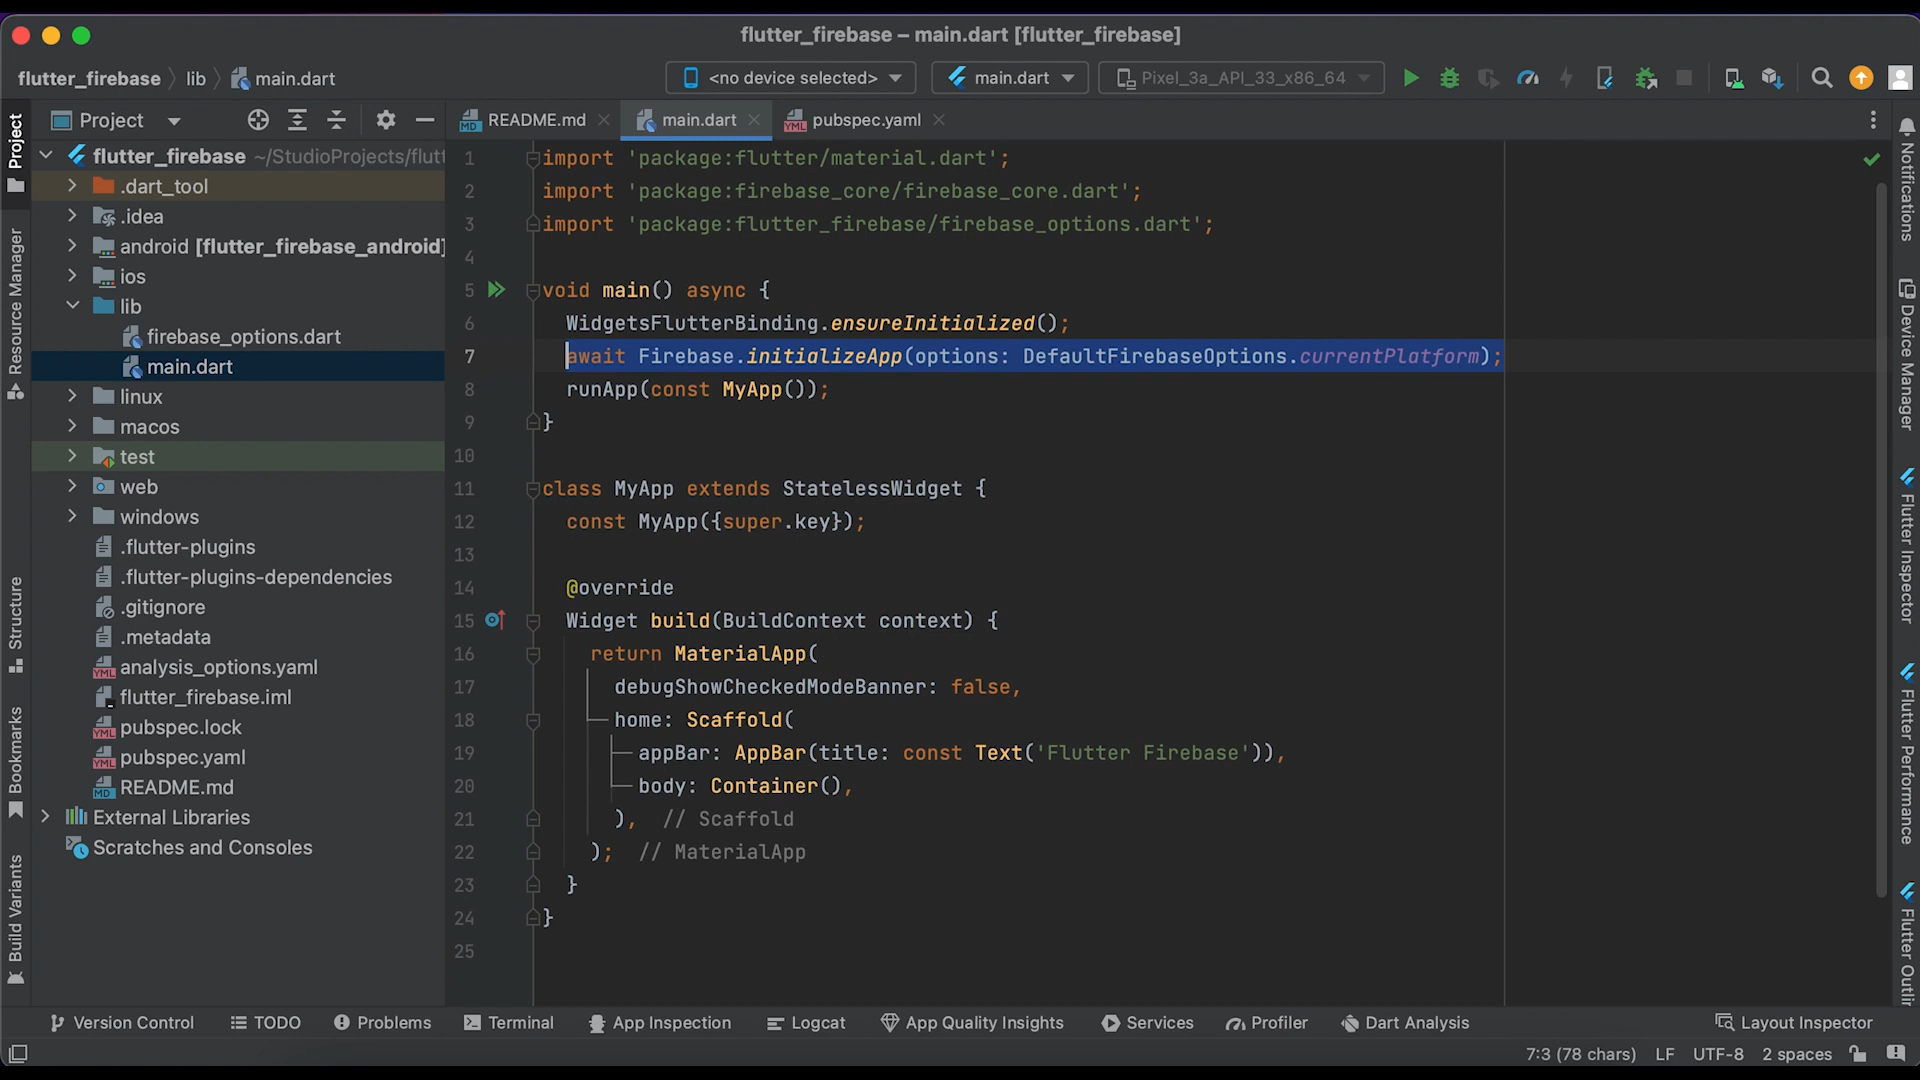 flutter_firebase – main.dart [flutter_firebase]
flutter_firebase
lib
main.dart
<no device selected>
main.dart
Pixel_3a_API_33_x86_64
Project
README.md
main.dart
pubspec.yaml
flutter_firebase ~/StudioProjects/flutt
.dart_tool
.idea
android [flutter_firebase_android]
ios
lib
firebase_options.dart
main.dart
linux
macos
test
web
windows
.flutter-plugins
.flutter-plugins-dependencies
.gitignore
.metadata
analysis_options.yaml
flutter_firebase.iml
pubspec.lock
pubspec.yaml
README.md
External Libraries
Scratches and Consoles
Project
Resource Manager
Structure
Bookmarks
Build Variants
1 import 'package:flutter/material.dart';
2 import 'package:firebase_core/firebase_core.dart';
3 import 'package:flutter_firebase/firebase_options.dart';
4
5 void main() async {
6 WidgetsFlutterBinding.ensureInitialized();
7 await Firebase.initializeApp(options: DefaultFirebaseOptions.currentPlatform);
8 runApp(const MyApp());
9 }
10
11 class MyApp extends StatelessWidget {
12 const MyApp({super.key});
13
14 @override
15 Widget build(BuildContext context) {
16 return MaterialApp(
17 debugShowCheckedModeBanner: false,
18 home: Scaffold(
19 appBar: AppBar(title: const Text('Flutter Firebase')),
20 body: Container(),
21 ), // Scaffold
22 ); // MaterialApp
23 }
24 }
25
Notifications
Device Manager
Flutter Inspector
Flutter Performance
Flutter Outli
Version Control
TODO
Problems
Terminal
App Inspection
Logcat
App Quality Insights
Services
Profiler
Dart Analysis
Layout Inspector
7:3 (78 chars)
LF
UTF-8
2 spaces